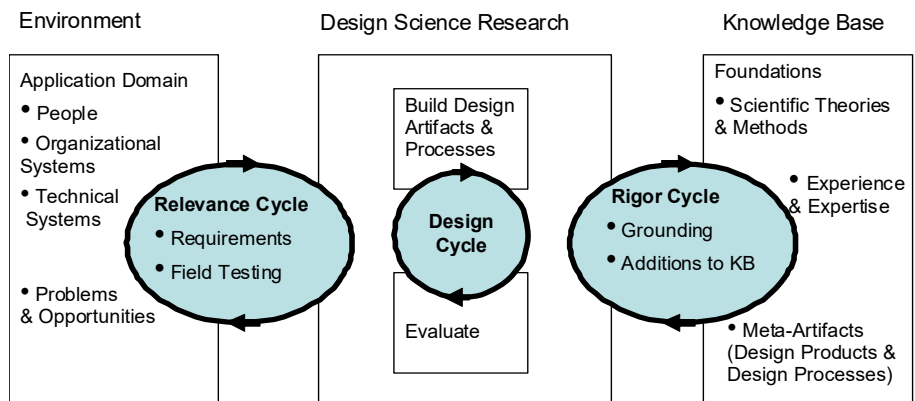 Environment
Design Science Research
Knowledge Base
Application Domain
• People
• Organizational
Systems
• Technical
Systems
• Problems
& Opportunities
Relevance Cycle
• Requirements
• Field Testing
Build Design
Artifacts &
Processes
Design
Cycle
Evaluate
Rigor Cycle
• Grounding
• Additions to KB
Foundations
• Scientific Theories
& Methods
• Experience
& Expertise
• Meta-Artifacts
(Design Products &
Design Processes)